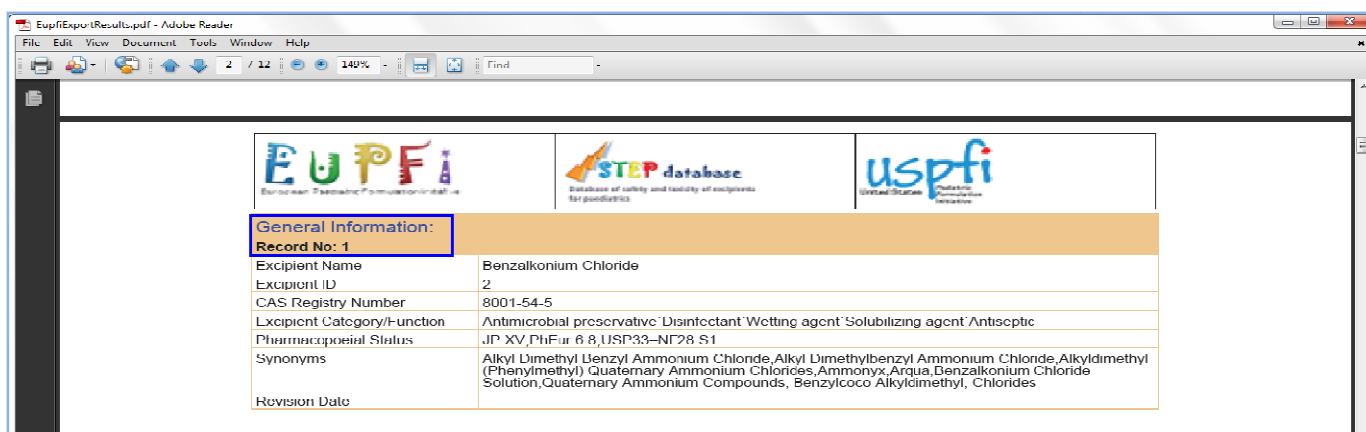 EupfiExportResults.pdf - Adobe Reader
File Edit View Document Tools Window Help
2 / 12 149% Find
EUPFi STEP database uspfi
European Paediatric Formulation Initiative
Database of safety and toxicity of excipients
for paediatrics
United States Pediatric
Formulation
Initiative
General Information:
Record No: 1
Excipient Name Benzalkonium Chloride
Excipient ID 2
CAS Registry Number 8001-54-5
Excipient Category/Function Antimicrobial preservative`Disinfectant`Wetting agent`Solubilizing agent`Antiseptic
Pharmacopoeial Status JP XV,PhEur 6.8,USP33–NF28 S1
Synonyms Alkyl Dimethyl Benzyl Ammonium Chloride,Alkyl Dimethylbenzyl Ammonium Chloride,Alkyldimethyl
(Phenylmethyl) Quaternary Ammonium Chlorides,Ammonyx,Arqua,Benzalkonium Chloride
Solution,Quaternary Ammonium Compounds, Benzylcoco Alkyldimethyl, Chlorides
Revision Date